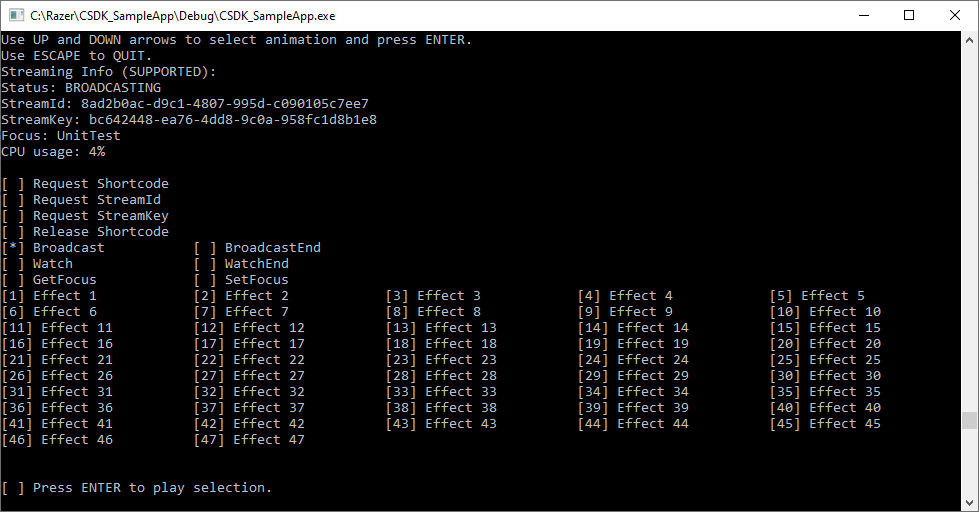 C:\Razer\CSDK_SampleApp\Debug\CSDK_SampleApp.exe
Use UP and DOWN arrows to select animation and press ENTER.
Use ESCAPE to QUIT.
Streaming Info (SUPPORTED):
Status: BROADCASTING
StreamId: 8ad2b0ac-d9c1-4807-995d-c090105c7ee7
StreamKey: bc642448-ea76-4dd8-9c0a-958fc1d8b1e8
Focus: UnitTest
CPU usage: 4%
[ ] Request Shortcode
[ ] Request StreamId
[ ] Request StreamKey
[ ] Release Shortcode
[*] Broadcast [ ] BroadcastEnd
[ ] Watch [ ] WatchEnd
[ ] GetFocus [ ] SetFocus
[1] Effect 1 [2] Effect 2 [3] Effect 3 [4] Effect 4 [5] Effect 5
[6] Effect 6 [7] Effect 7 [8] Effect 8 [9] Effect 9 [10] Effect 10
[11] Effect 11 [12] Effect 12 [13] Effect 13 [14] Effect 14 [15] Effect 15
[16] Effect 16 [17] Effect 17 [18] Effect 18 [19] Effect 19 [20] Effect 20
[21] Effect 21 [22] Effect 22 [23] Effect 23 [24] Effect 24 [25] Effect 25
[26] Effect 26 [27] Effect 27 [28] Effect 28 [29] Effect 29 [30] Effect 30
[31] Effect 31 [32] Effect 32 [33] Effect 33 [34] Effect 34 [35] Effect 35
[36] Effect 36 [37] Effect 37 [38] Effect 38 [39] Effect 39 [40] Effect 40
[41] Effect 41 [42] Effect 42 [43] Effect 43 [44] Effect 44 [45] Effect 45
[46] Effect 46 [47] Effect 47
[ ] Press ENTER to play selection.